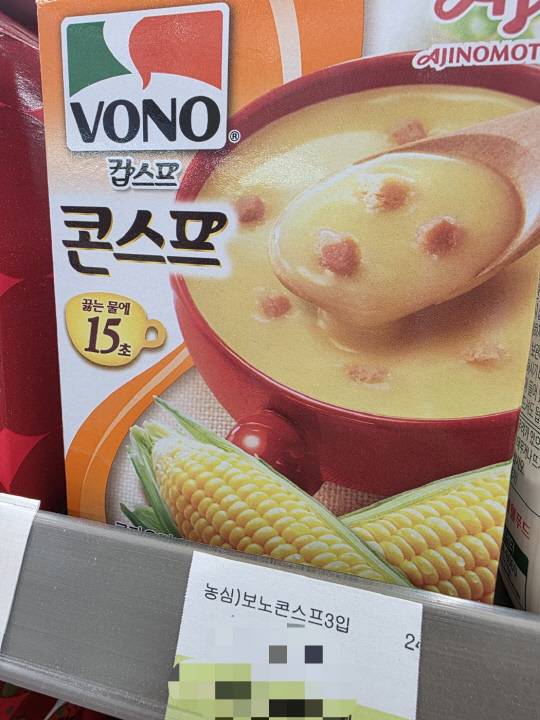 VONO®
컵스프
콘스프
끓는 물에
15초
AJINOMOT
농심)보노콘스프3입
24